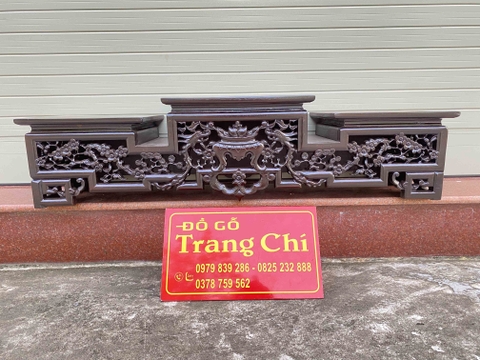 ĐỒ GỖ
Trang Chí
0979 839 286 - 0825 232 888
0378 759 562